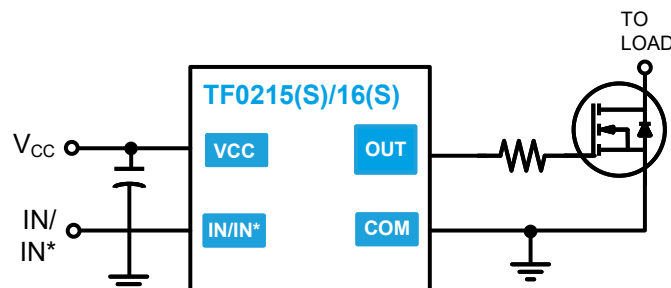 TO
LOAD
TF0215(S)/16(S)
VCC
VCC
OUT
IN/
IN*
IN/IN*
COM